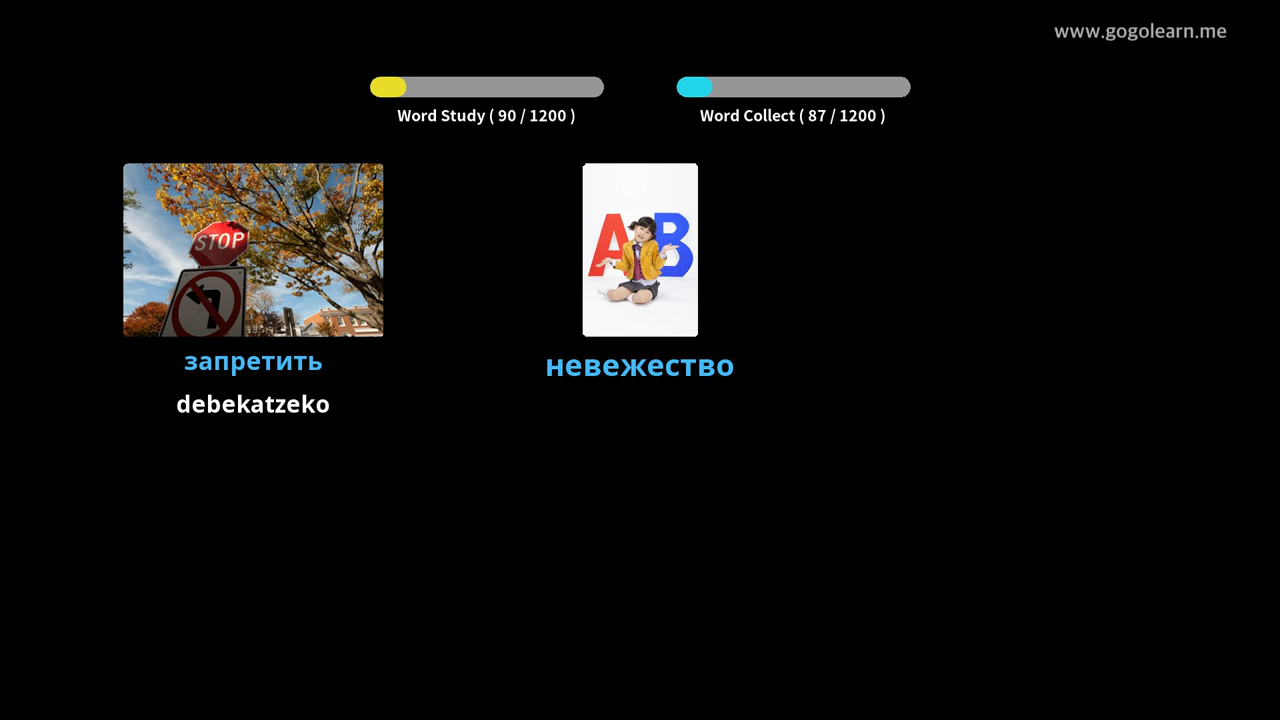 www.gogolearn.me
Word Study ( 90 / 1200 )
Word Collect ( 87 / 1200 )
STOP
A B
запретить
debekatzeko
невежество